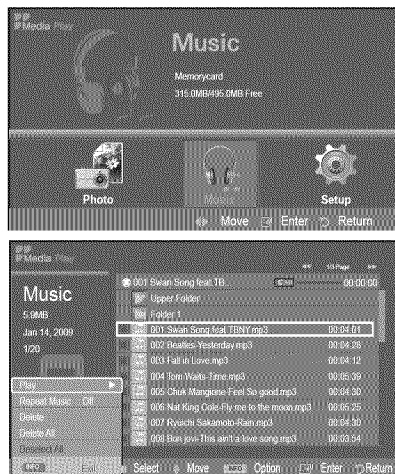 Media Play
Music
Memorycard
315.0MB/495.0MB Free
Photo
Music
Setup
Move Enter Return
Media Play
1/3 Page
Music
5.9MB
Jan 14, 2009
1/20
001 Swan Song feat TB.. 00:00:00
Upper Folder
Folder 1
001 Swan Song feat TBNY.mp3 00:04:01
002 Beatles-Yesterday.mp3 00:04:28
003 Fall in Love.mp3 00:04:12
004 Tom Waits-Time.mp3 00:05:39
005 Chuk Mangione-Feel So good.mp3 00:04:30
006 Nat King Cole-Fly me to the moon.mp3 00:05:25
007 Ryuichi Sakamoto-Rain.mp3 00:04:30
008 Bon jovi-This ain't a love song.mp3 00:03:54
Play
Repeat Music : Off
Delete
Delete All
Deselect All
INFO
Select Move INFO Option Enter Return